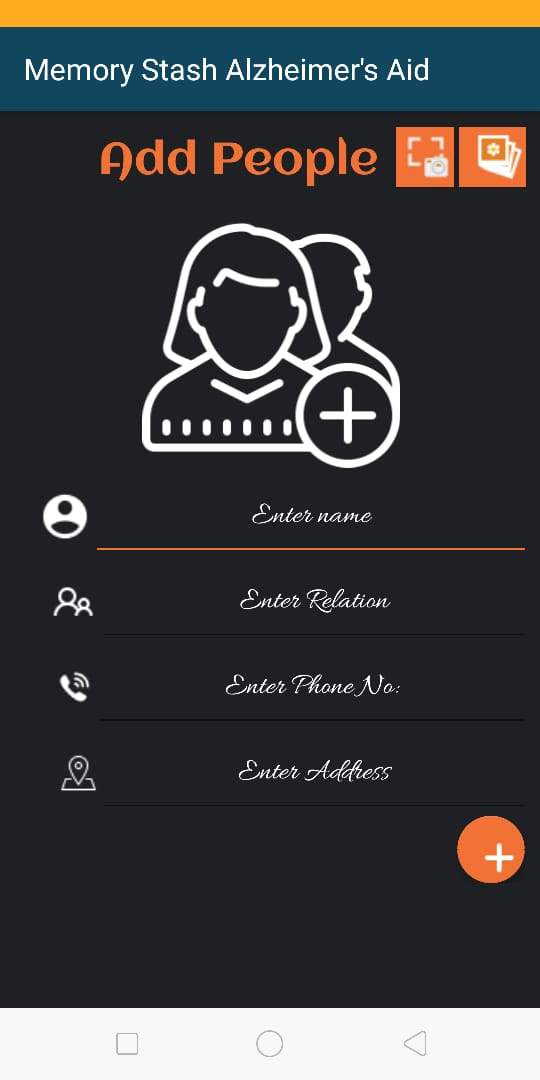 Memory Stash Alzheimer's Aid
Add People
Enter name
Enter Relation
Enter Phone No:
Enter Address